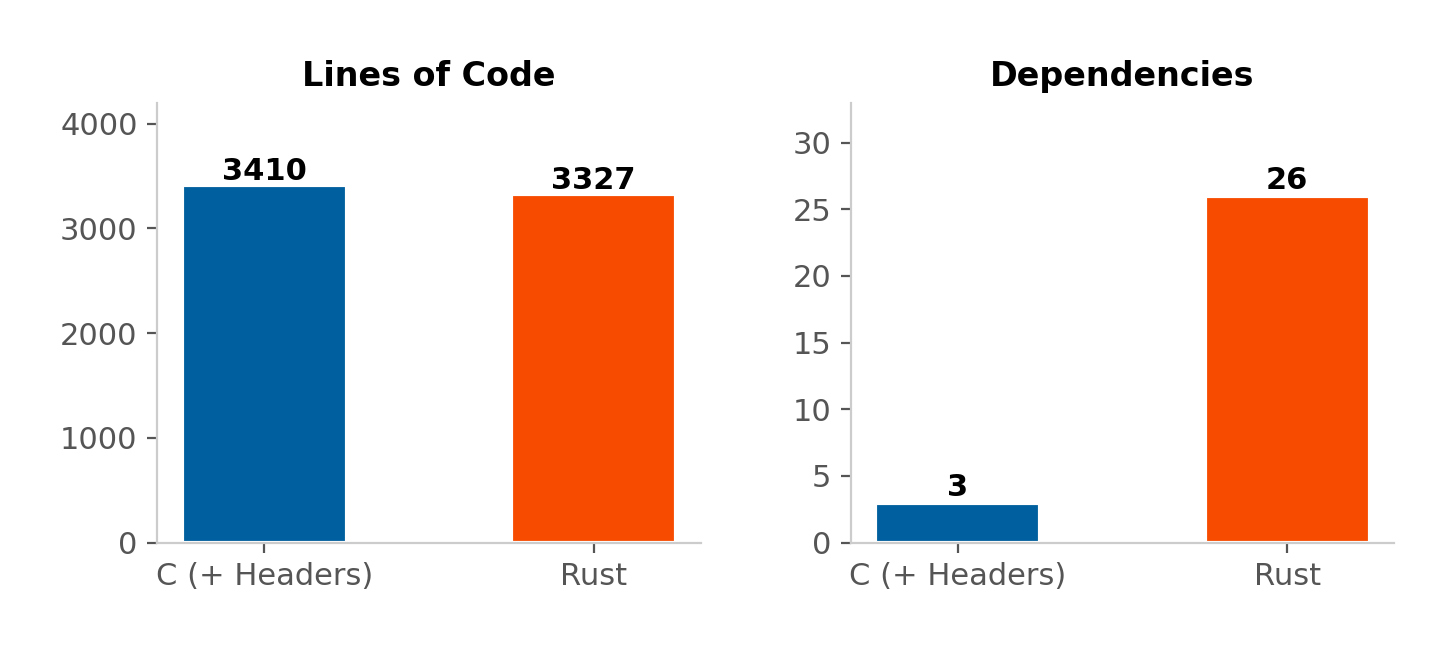 Lines of Code
4000
3000
2000
1000
0
3410
3327
C (+ Headers)
Rust
Dependencies
30
25
20
15
10
5
0
3
26
C (+ Headers)
Rust